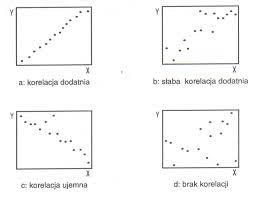 Y
Y
X
X
a: korelacja dodatnia
b: słaba korelacja dodatnia
Y
Y
X
X
c: korelacja ujemna
d: brak korelacji